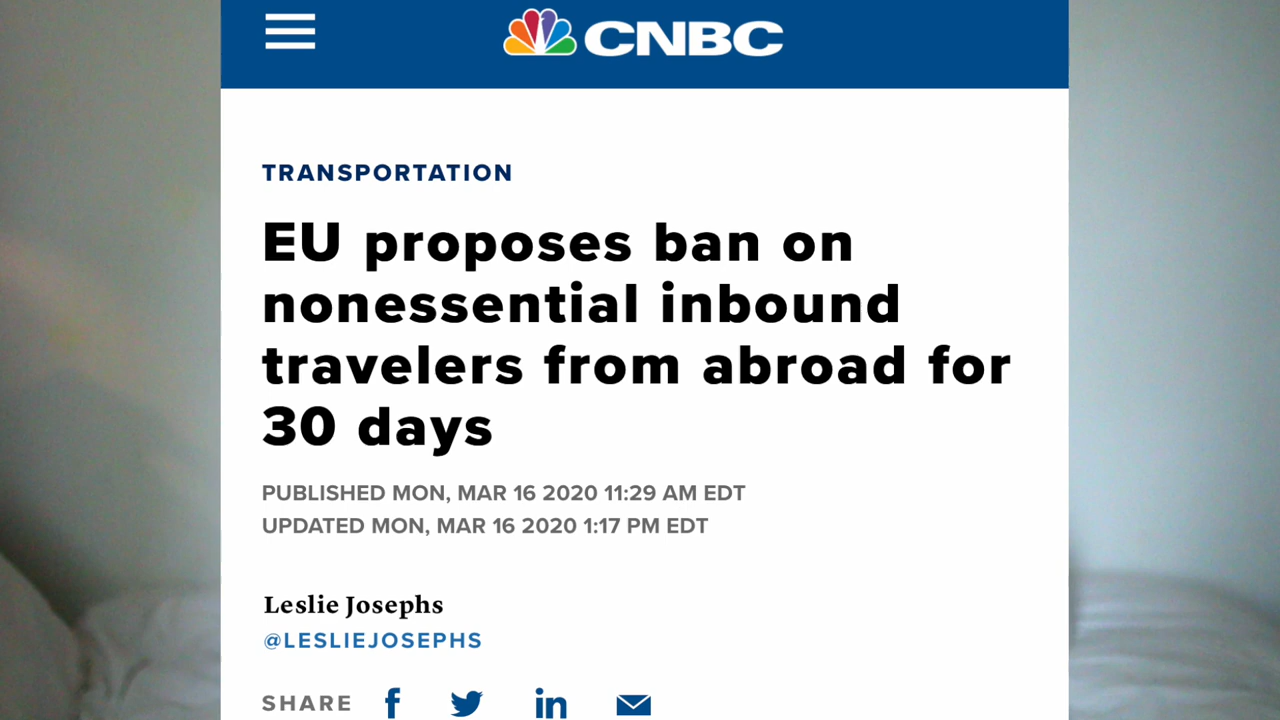 CNBC
TRANSPORTATION
EU proposes ban on
nonessential inbound
travelers from abroad for
30 days
PUBLISHED MON, MAR 16 2020 11:29 AM EDT
UPDATED MON, MAR 16 2020 1:17 PM EDT
Leslie Josephs
@LESLIEJOSEPHS
SHARE f in